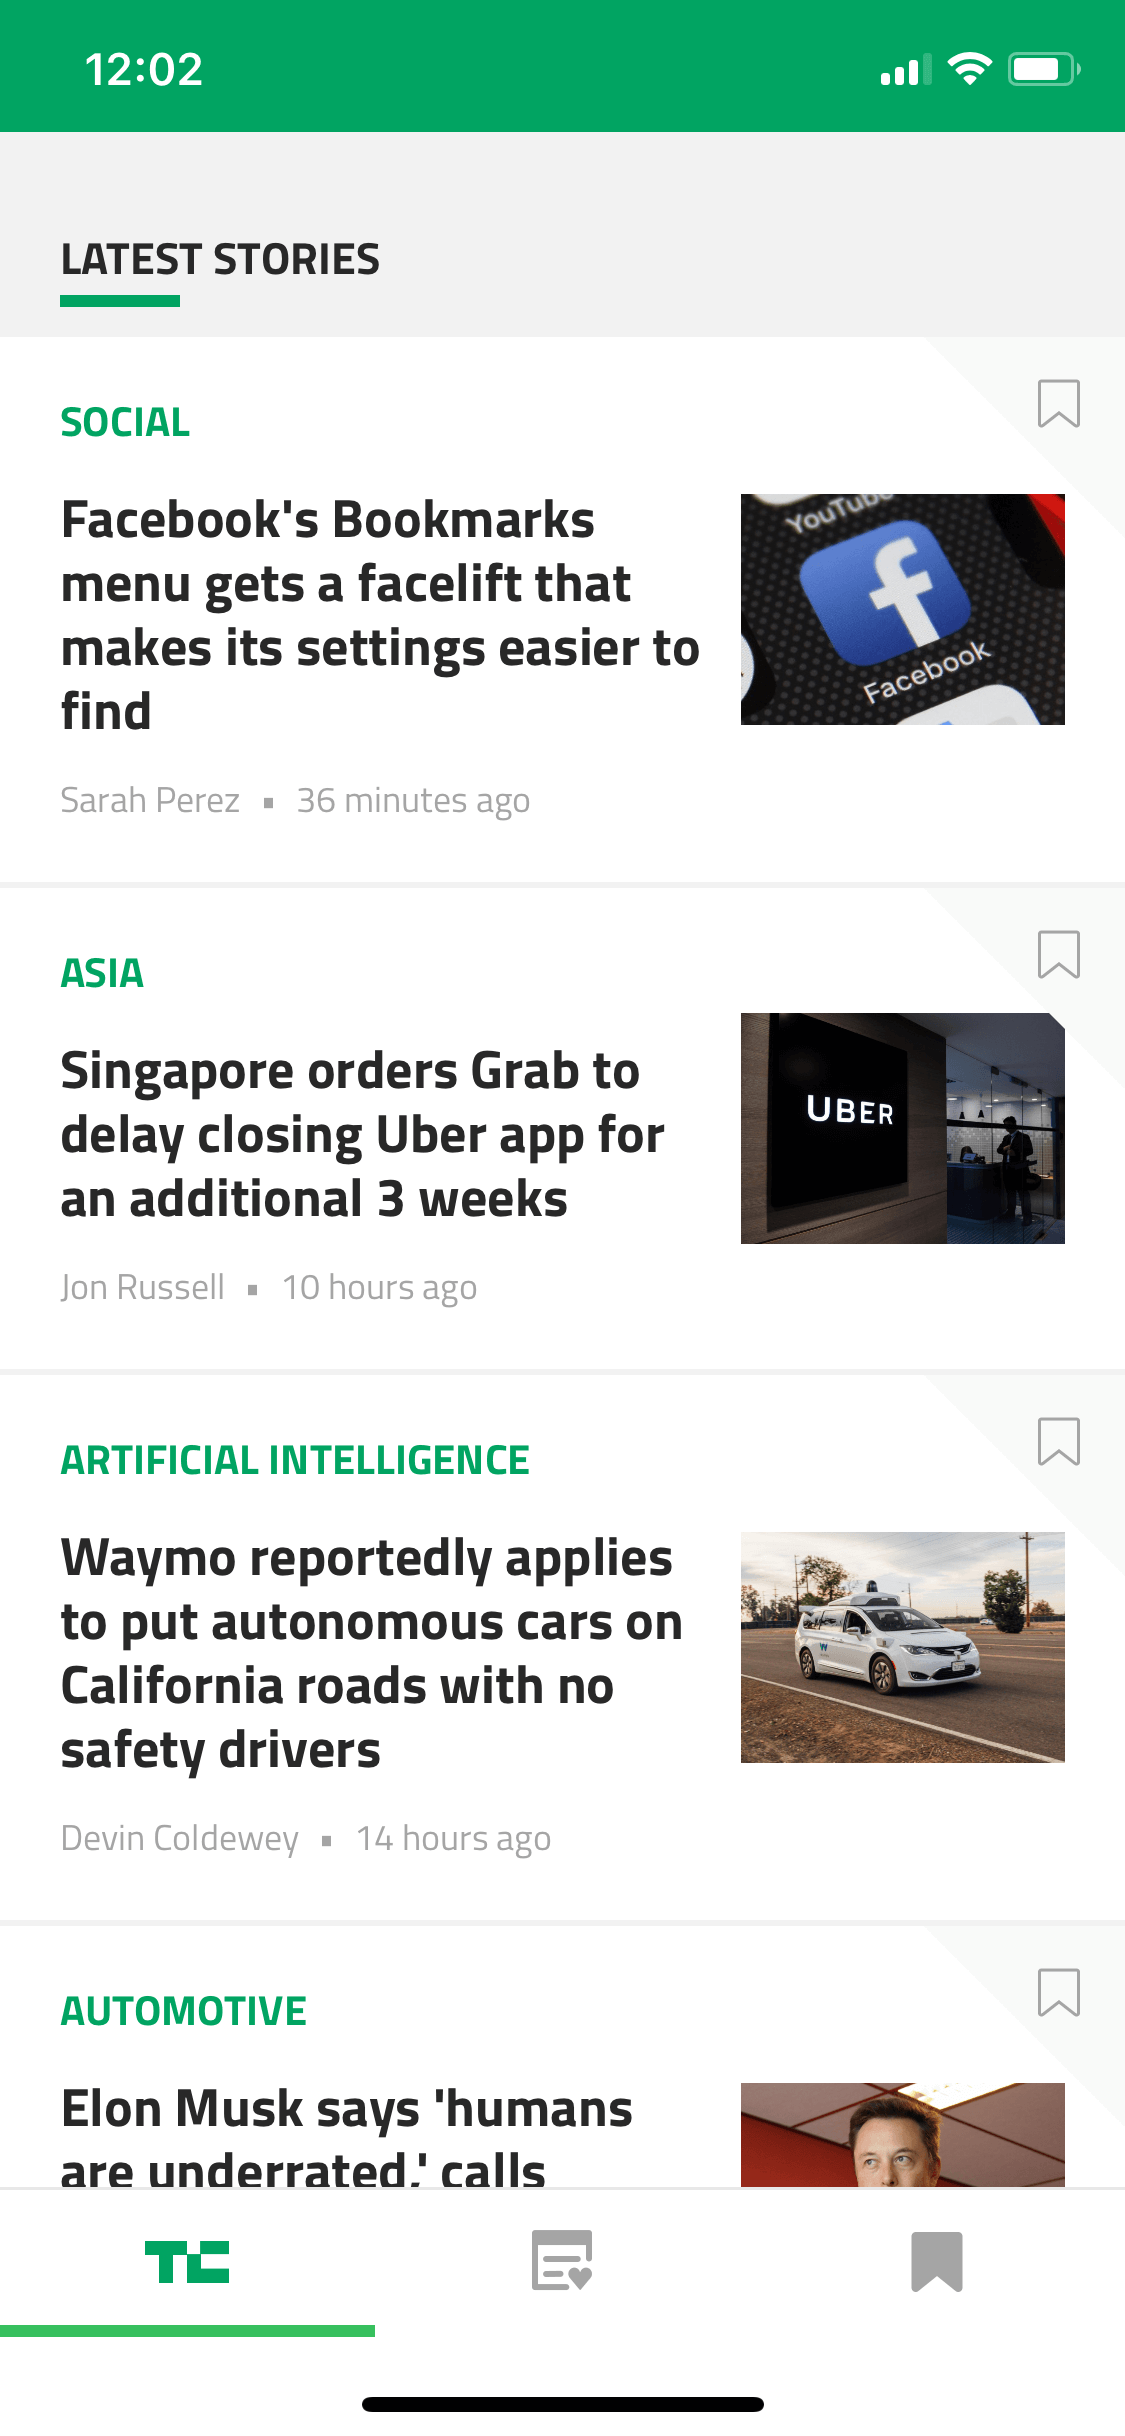 12:02
LATEST STORIES
SOCIAL
Facebook's Bookmarks
menu gets a facelift that
makes its settings easier to
find
YouTube
Facebook
Sarah Perez ▪ 36 minutes ago
ASIA
Singapore orders Grab to
delay closing Uber app for
an additional 3 weeks
UBER
Jon Russell ▪ 10 hours ago
ARTIFICIAL INTELLIGENCE
Waymo reportedly applies
to put autonomous cars on
California roads with no
safety drivers
Devin Coldewey ▪ 14 hours ago
AUTOMOTIVE
Elon Musk says 'humans
are underrated,' calls
TC